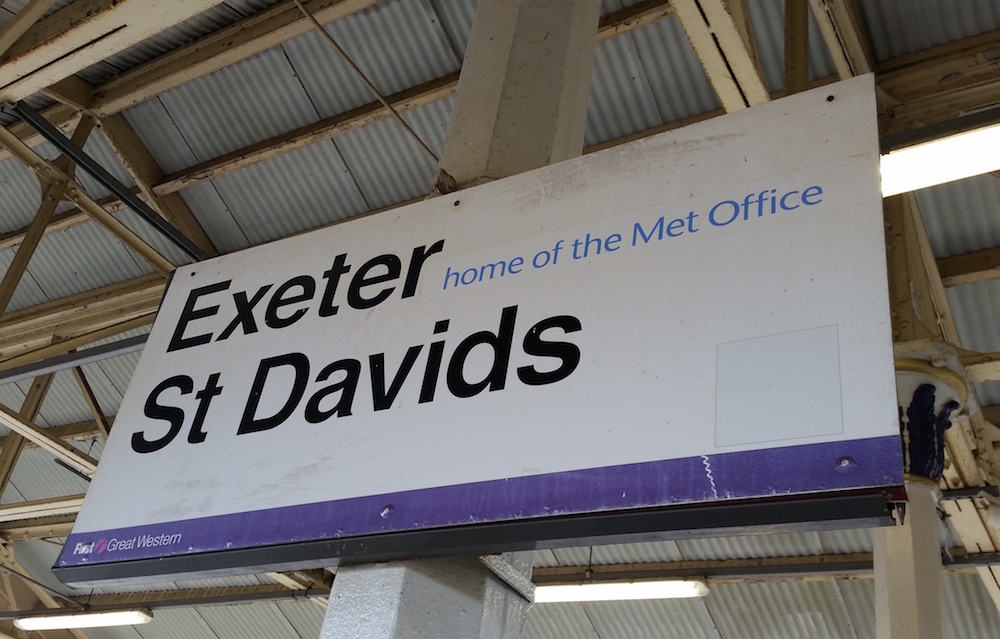 Exeter home of the Met Office
St Davids
First Great Western